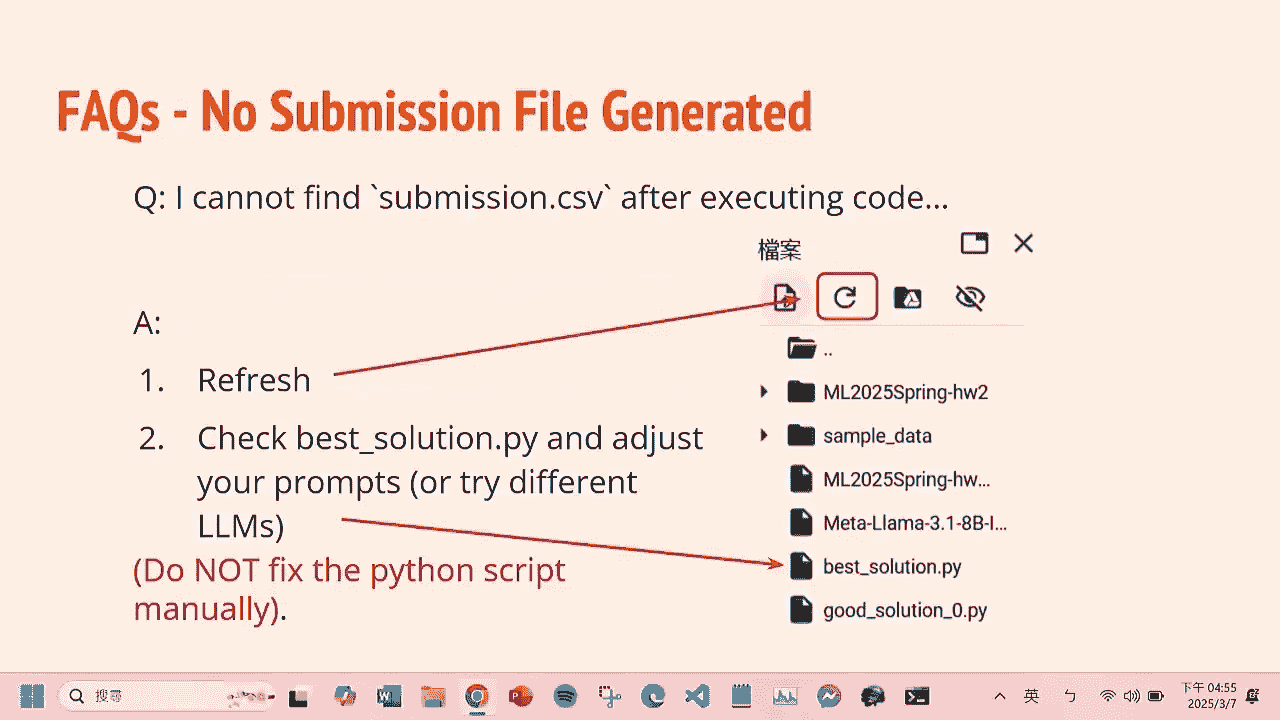 FAQs - No Submission File Generated
Q: I cannot find `submission.csv` after executing code...
A:
1. Refresh
2. Check best_solution.py and adjust
your prompts (or try different
LLMs)
(Do NOT fix the python script
manually).
檔案
..
ML2025Spring-hw2
sample_data
ML2025Spring-hw...
Meta-Llama-3.1-8B-I...
best_solution.py
good_solution_0.py
搜尋
英
ㄅ
下午 04:55
2025/3/7